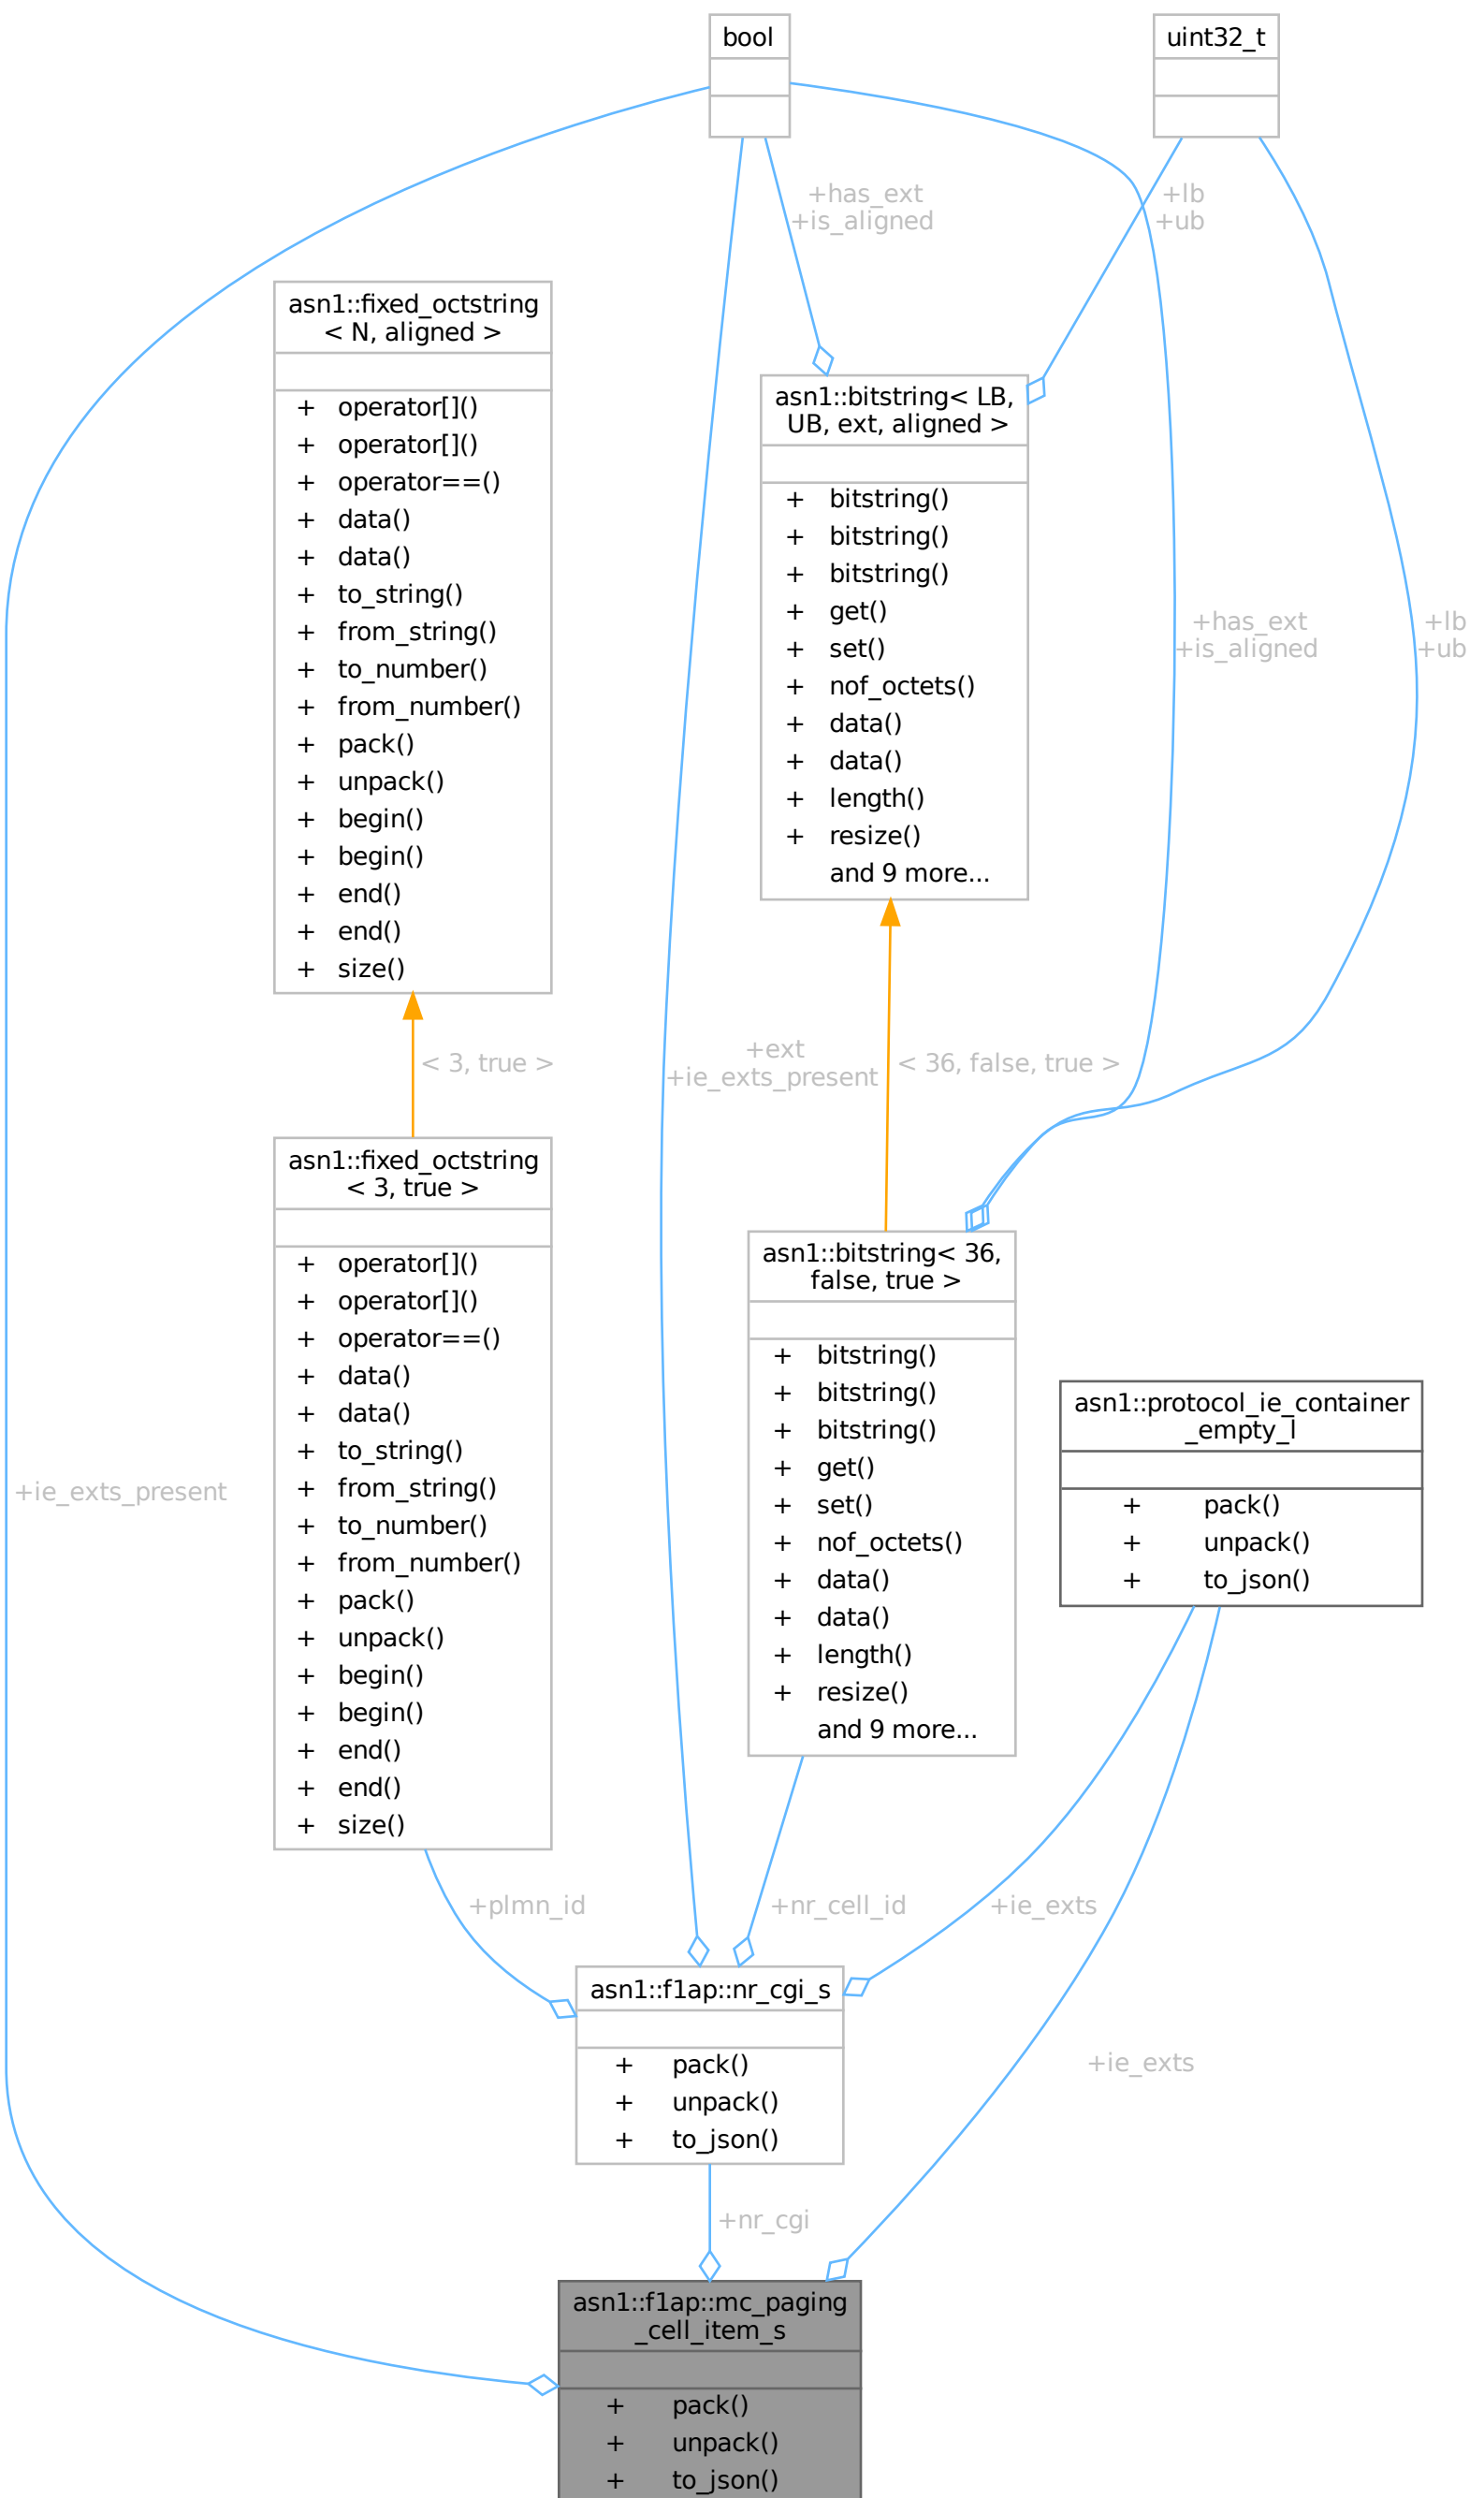 bool
uint32_t
+has_ext
+is_aligned
+lb
+ub
asn1::fixed_octstring
< N, aligned >
+ operator[]()
+ operator[]()
+ operator==()
+ data()
+ data()
+ to_string()
+ from_string()
+ to_number()
+ from_number()
+ pack()
+ unpack()
+ begin()
+ begin()
+ end()
+ end()
+ size()
asn1::bitstring< LB,
UB, ext, aligned >
+ bitstring()
+ bitstring()
+ bitstring()
+ get()
+ set()
+ nof_octets()
+ data()
+ data()
+ length()
+ resize()
and 9 more...
+has_ext
+is_aligned
+lb
+ub
< 3, true >
+ext
+ie_exts_present
< 36, false, true >
asn1::fixed_octstring
< 3, true >
+ operator[]()
+ operator[]()
+ operator==()
+ data()
+ data()
+ to_string()
+ from_string()
+ to_number()
+ from_number()
+ pack()
+ unpack()
+ begin()
+ begin()
+ end()
+ end()
+ size()
asn1::bitstring< 36,
false, true >
+ bitstring()
+ bitstring()
+ bitstring()
+ get()
+ set()
+ nof_octets()
+ data()
+ data()
+ length()
+ resize()
and 9 more...
asn1::protocol_ie_container
_empty_l
+ pack()
+ unpack()
+ to_json()
+ie_exts_present
+plmn_id
+nr_cell_id
+ie_exts
asn1::f1ap::nr_cgi_s
+ pack()
+ unpack()
+ to_json()
+ie_exts
+nr_cgi
asn1::f1ap::mc_paging
_cell_item_s
+ pack()
+ unpack()
+ to_json()